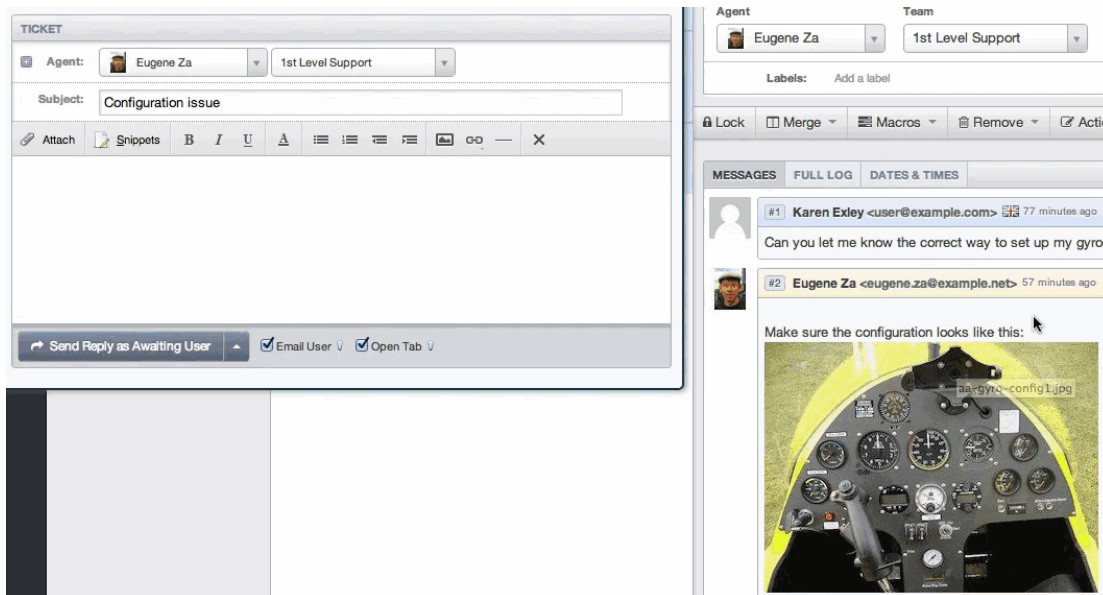 TICKET
Agent: Eugene Za 1st Level Support
Subject: Configuration issue
Attach Snippets B I U A
Send Reply as Awaiting User Email User Open Tab
Agent Team
Eugene Za 1st Level Support
Labels: Add a label
Lock Merge Macros Remove Acti
MESSAGES FULL LOG DATES & TIMES
#1 Karen Exley <user@example.com> 77 minutes ago
Can you let me know the correct way to set up my gyro
#2 Eugene Za <eugene.za@example.net> 57 minutes ago
Make sure the configuration looks like this:
aa-gyro-config1.jpg